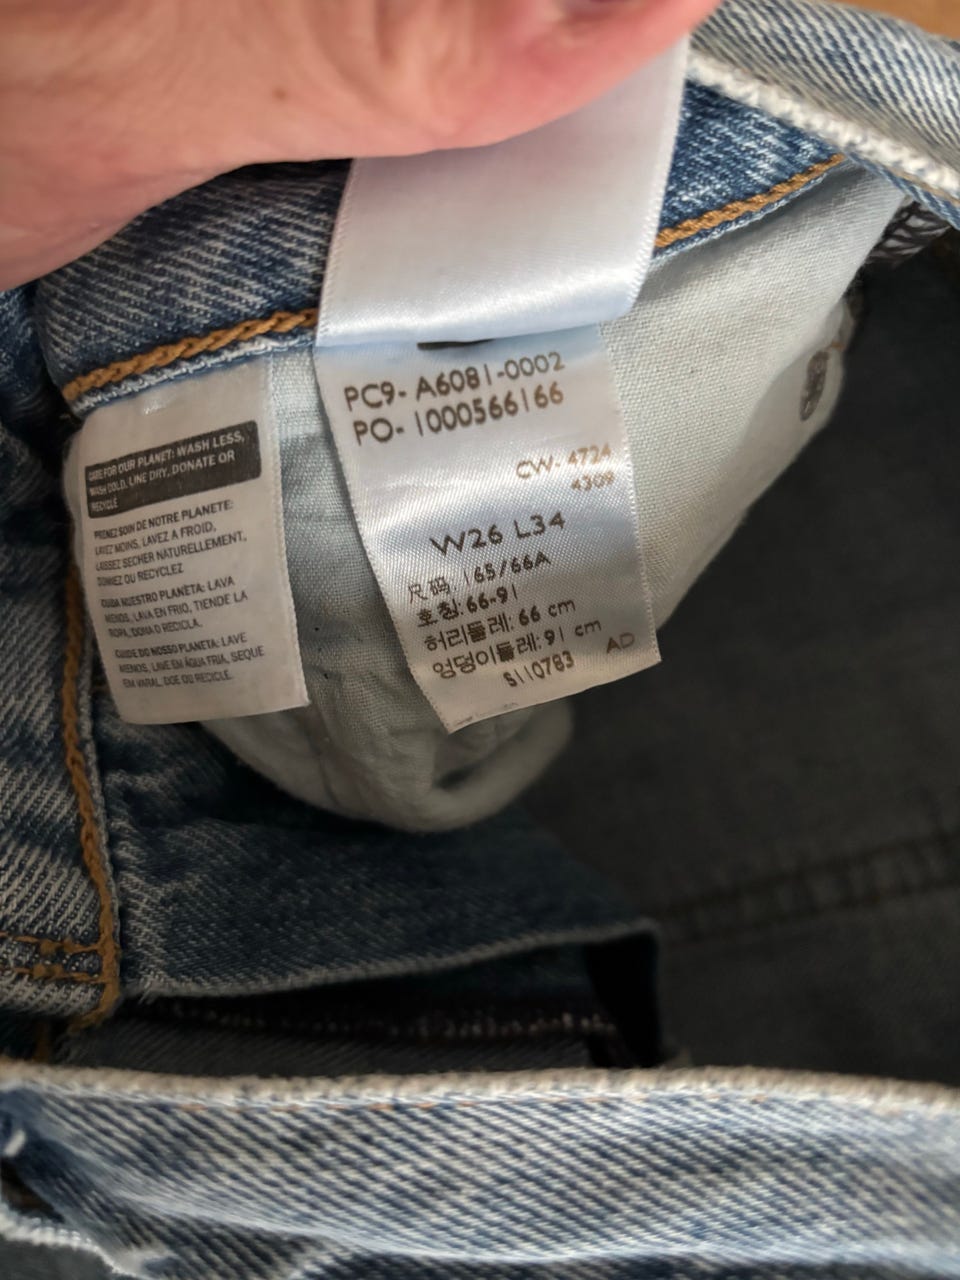 CARE FOR OUR PLANET: WASH LESS,
WASH COLD, LINE DRY, DONATE OR
RECYCLE
PRENEZ SOIN DE NOTRE PLANETE:
LAVEZ MOINS, LAVEZ A FROID,
LAISSEZ SECHER NATURELLEMENT,
DONNEZ OU RECYCLEZ
CUIDA NUESTRO PLANETA: LAVA
MENOS, LAVA EN FRIO, TIENDE LA
ROPA, DONA O RECICLA.
CUIDE DO NOSSO PLANETA: LAVE
MENOS, LAVE EM ÁGUA FRIA, SEQUE
EM VARAL, DOE OU RECICLE.
PC9- A6081-0002
PO- 1000566166
CW- 4724
4309
W26 L34
尺码: 165/66A
호칭: 66-91
허리둘레: 66 cm
엉덩이둘레: 91 cm AD
S110783